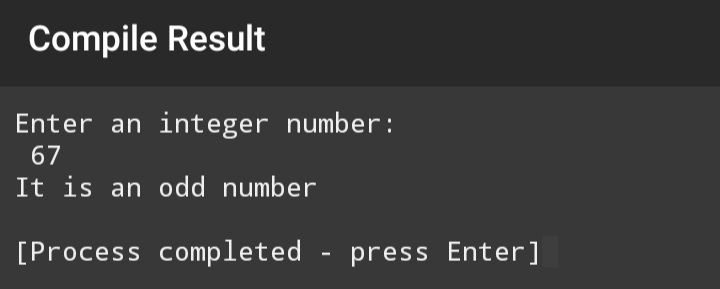 Compile Result
Enter an integer number:
67
It is an odd number
[Process completed - press Enter]